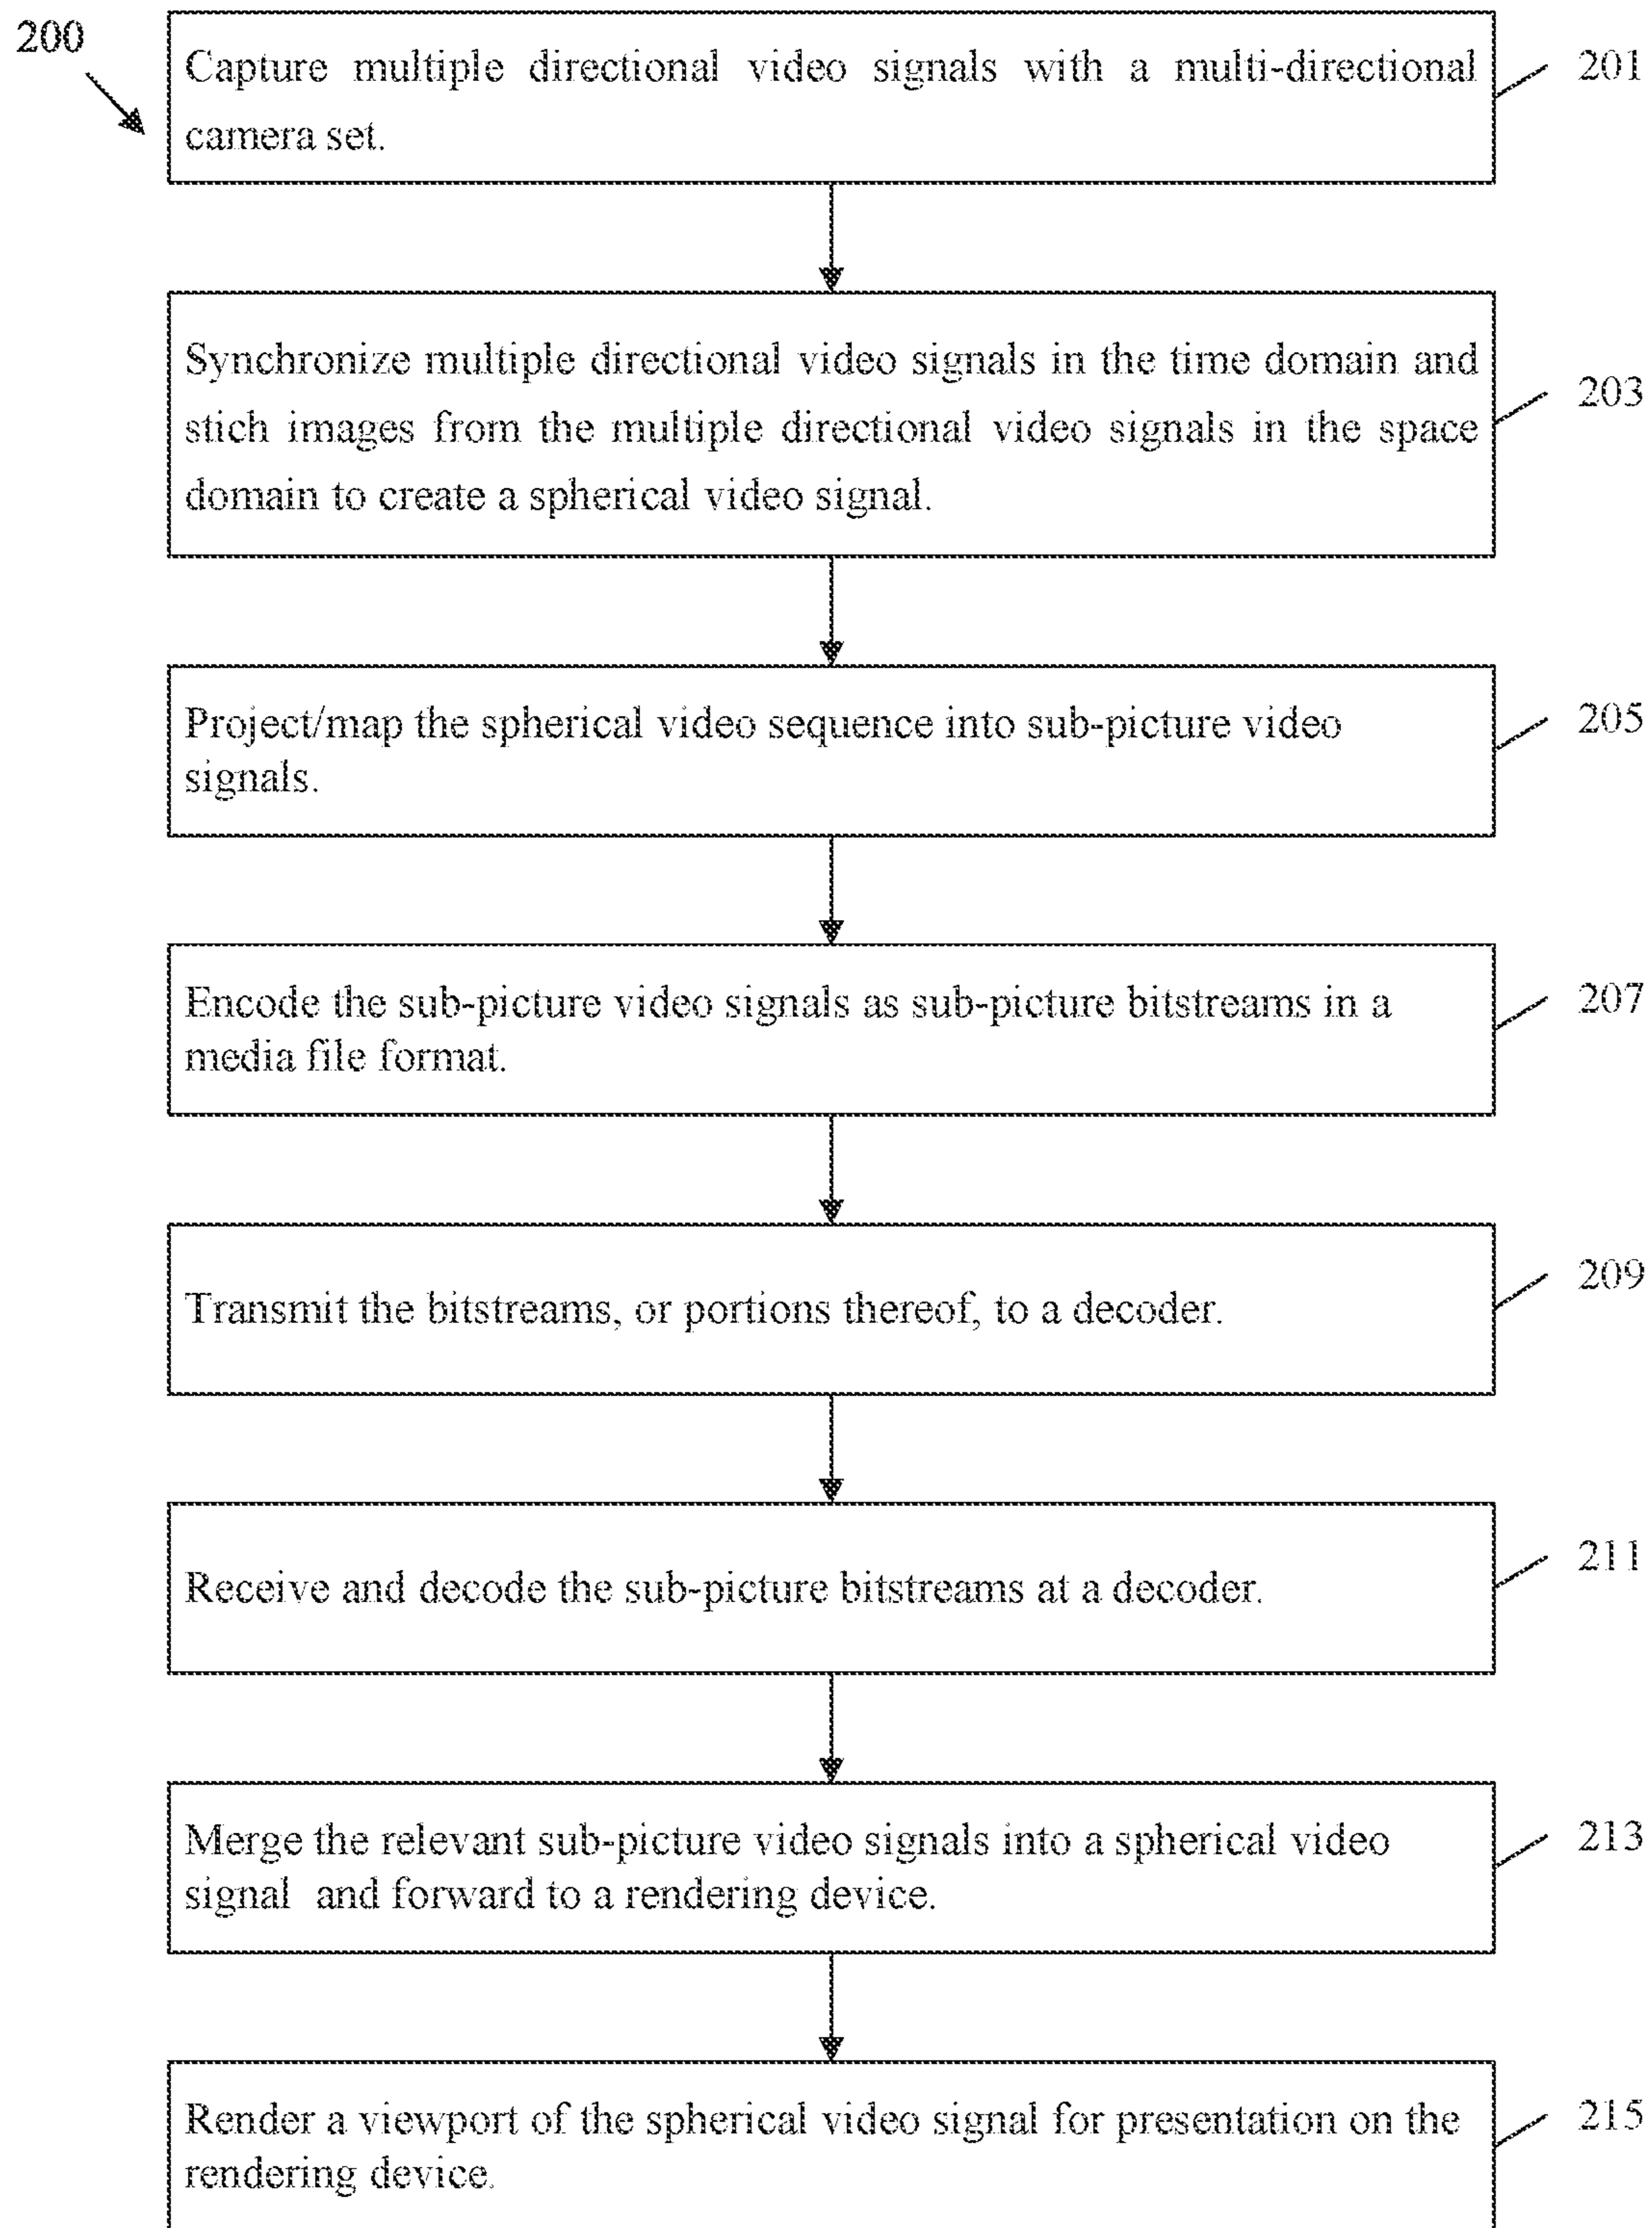 200
Capture multiple directional video signals with a multi-directional
camera set.
201
Synchronize multiple directional video signals in the time domain and
stich images from the multiple directional video signals in the space
domain to create a spherical video signal.
203
Project/map the spherical video sequence into sub-picture video
signals.
205
Encode the sub-picture video signals as sub-picture bitstreams in a
media file format.
207
Transmit the bitstreams, or portions thereof, to a decoder.
209
Receive and decode the sub-picture bitstreams at a decoder.
211
Merge the relevant sub-picture video signals into a spherical video
signal  and forward to a rendering device.
213
Render a viewport of the spherical video signal for presentation on the
rendering device.
215